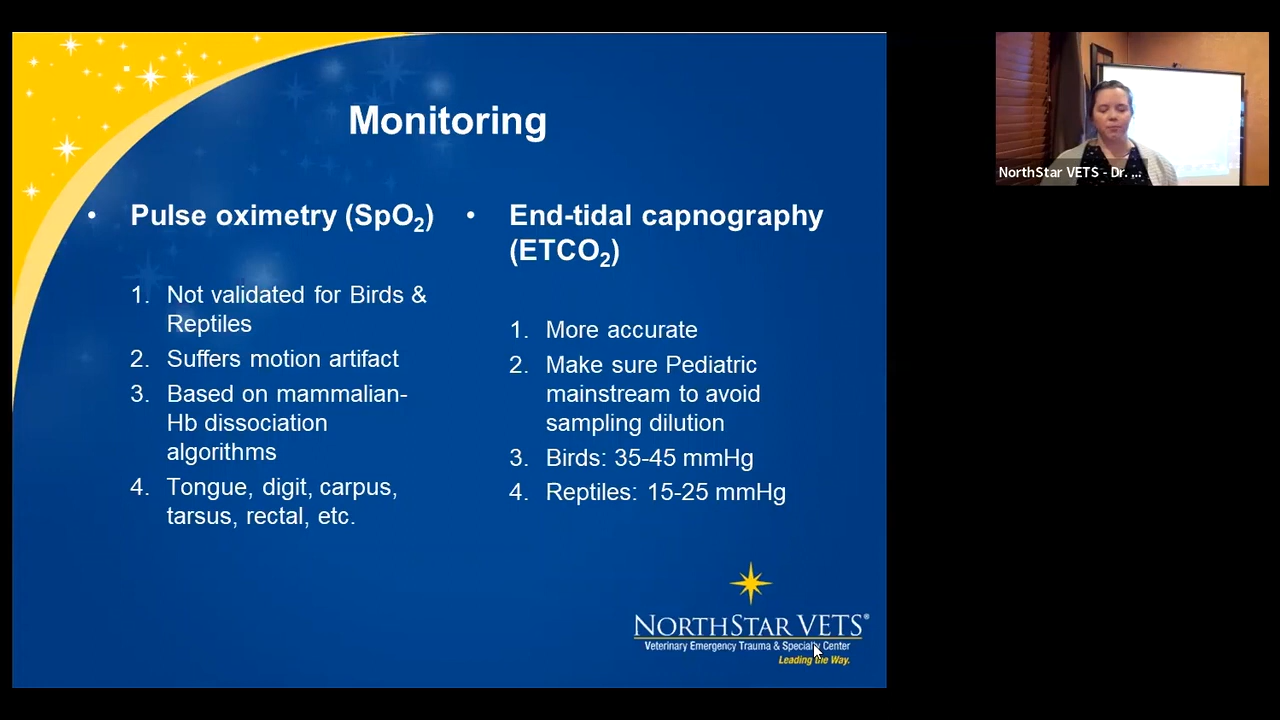 Monitoring
• Pulse oximetry (SpO₂)
1. Not validated for Birds &
Reptiles
2. Suffers motion artifact
3. Based on mammalian-
Hb dissociation
algorithms
4. Tongue, digit, carpus,
tarsus, rectal, etc.
• End-tidal capnography
(ETCO₂)
1. More accurate
2. Make sure Pediatric
mainstream to avoid
sampling dilution
3. Birds: 35-45 mmHg
4. Reptiles: 15-25 mmHg
NORTHSTAR VETS®
Veterinary Emergency Trauma & Specialty Center
Leading the Way.
NorthStar VETS - Dr. ...